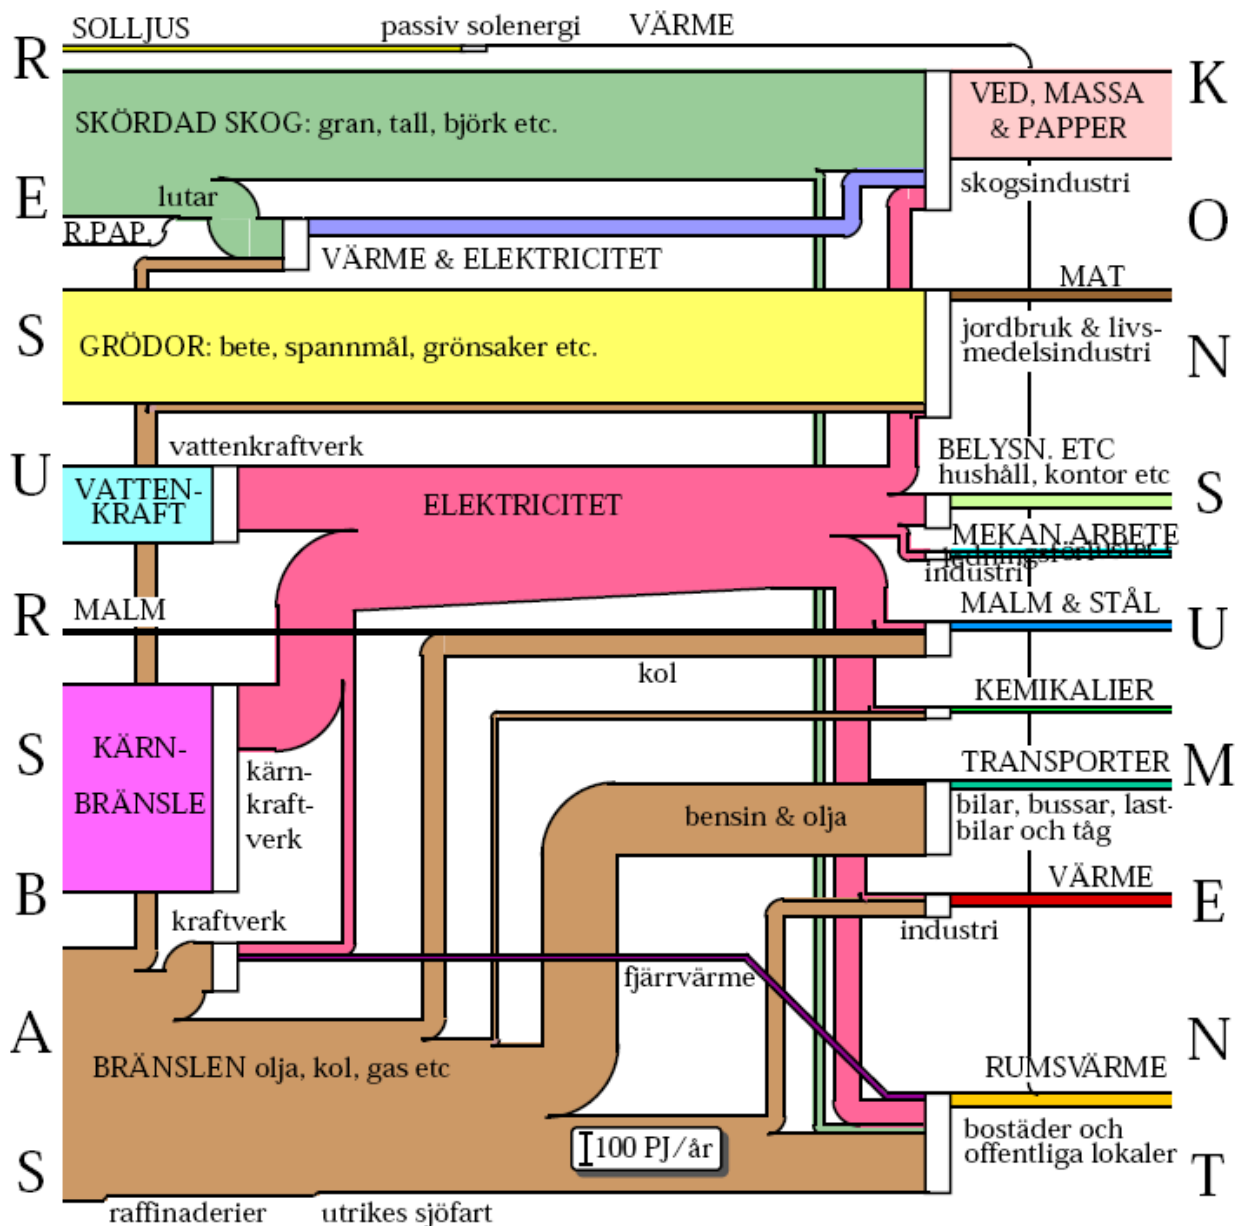 SOLLJUS
passiv solenergi
VÄRME
RESURSBAS
KONSUMENT
SKÖRDAD SKOG: gran, tall, björk etc.
VED, MASSA
& PAPPER
lutar
skogsindustri
R.PAP.
VÄRME & ELEKTRICITET
MAT
GRÖDOR: bete, spannmål, grönsaker etc.
jordbruk & livs-
medelsindustri
vattenkraftverk
BELYSN. ETC
hushåll, kontor etc
VATTEN-
KRAFT
ELEKTRICITET
MEKAN.ARBETE
ledningsförluster
industri
MALM
MALM & STÅL
kol
KEMIKALIER
KÄRN-
BRÄNSLE
kärn-
kraft-
verk
TRANSPORTER
bilar, bussar, last-
bilar och tåg
bensin & olja
VÄRME
kraftverk
industri
fjärrvärme
BRÄNSLEN olja, kol, gas etc
RUMSVÄRME
100 PJ/år
bostäder och
offentliga lokaler
raffinaderier
utrikes sjöfart